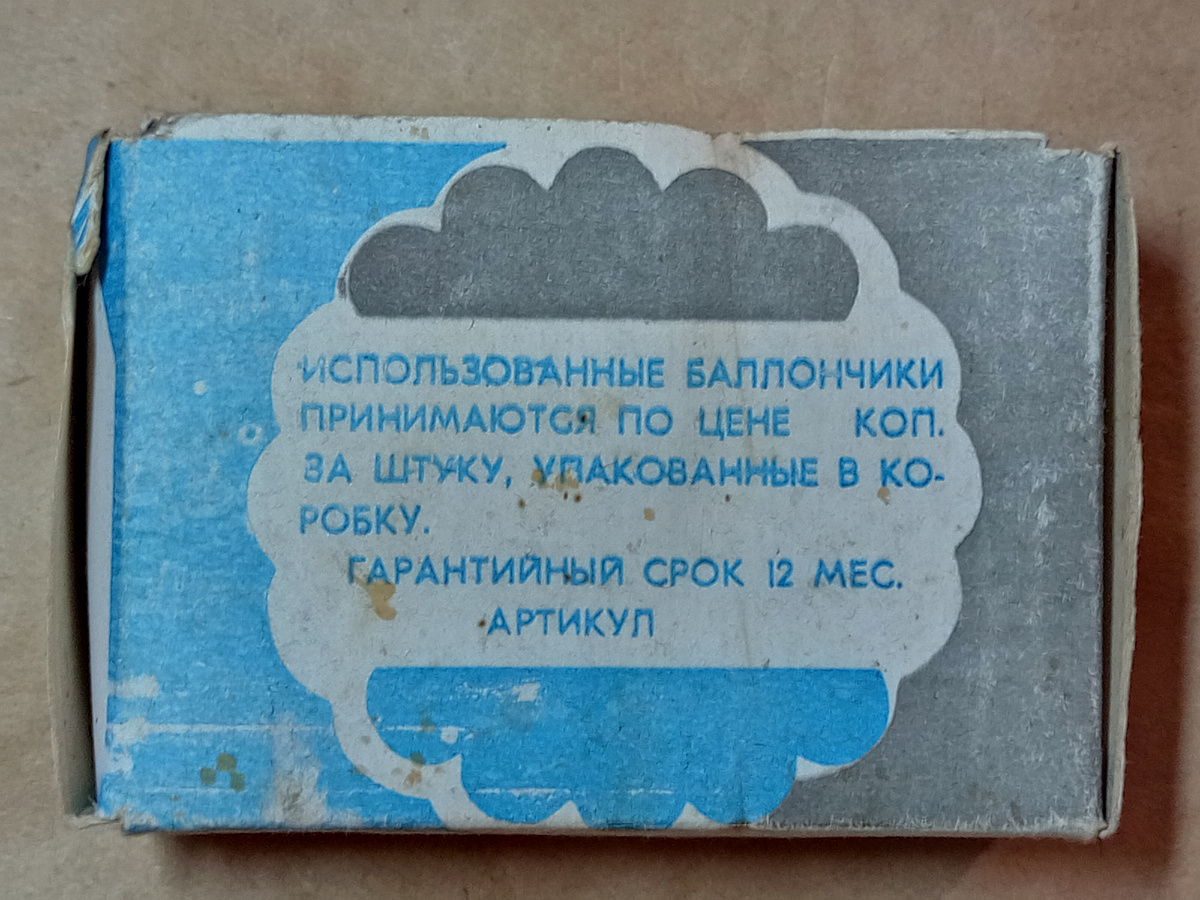 ИСПОЛЬЗОВАННЫЕ БАЛЛОНЧИКИ
ПРИНИМАЮТСЯ ПО ЦЕНЕ КОП.
ЗА ШТУКУ, УПАКОВАННЫЕ В КО-
РОБКУ.
ГАРАНТИЙНЫЙ СРОК 12 МЕС.
АРТИКУЛ